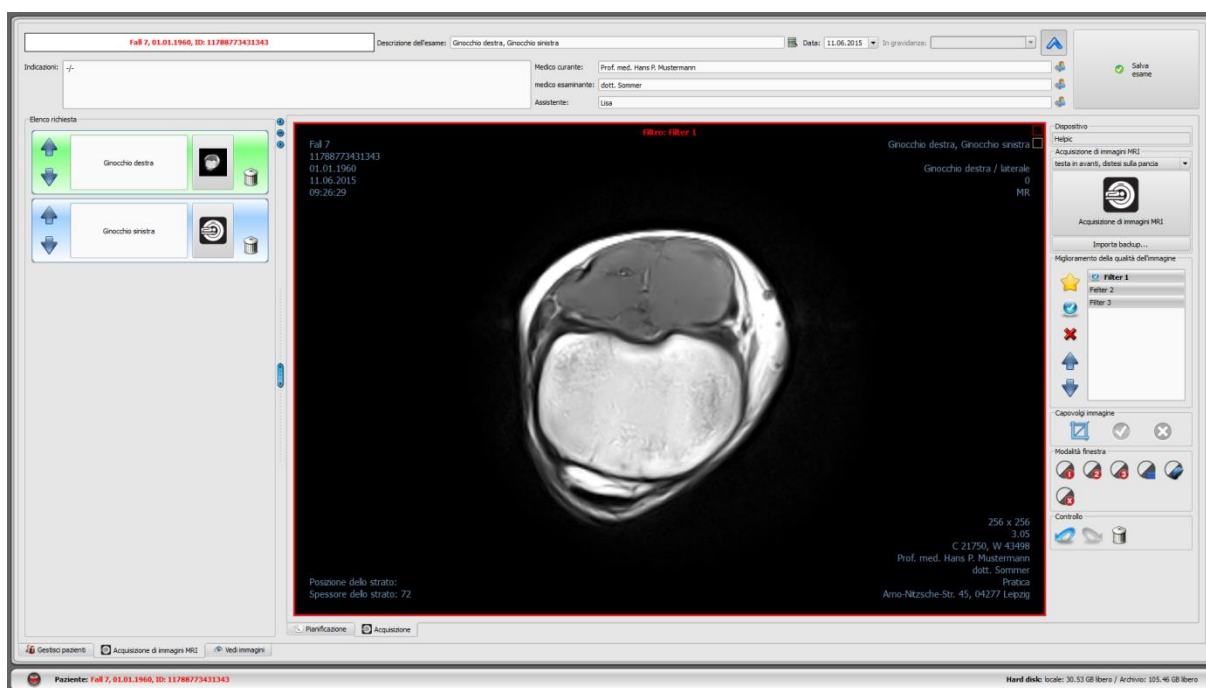 Fall 7, 01.01.1960, ID: 11788773431343
Descrizione dell'esame: Ginocchio destra, Ginocchio sinistra
Data: 11.06.2015
In gravidanza:
Salva esame
Indicazioni: -/-
Medico curante: Prof. med. Hans P. Mustermann
medico esaminante: dott. Sommer
Assistente: Lisa
Elenco richiesta
Ginocchio destra
Ginocchio sinistra
Filtro: Filter 1
Fall 7
11788773431343
01.01.1960
11.06.2015
09:26:29
Ginocchio destra, Ginocchio sinistra
Ginocchio destra / laterale
0
MR
256 x 256
3.05
C 21750, W 43498
Prof. med. Hans P. Mustermann
dott. Sommer
Pratica
Arno-Nitzsche-Str. 45, 04277 Leipzig
Posizione delo strato:
Spessore dello strato: 72
Dispositivo
Helpic
Acquisizione di immagini MRI
testa in avanti, distesi sulla pancia
Acquisizione di immagini MRI
Importa backup...
Miglioramento della qualità dell'immagine
Filter 1
Felter 2
Filter 3
Capovolgi immagine
Modalità finestra
1 2 3
Controllo
Pianificazione
Acquisizione
Gestisci pazienti
Acquisizione di immagini MRI
Vedi immagini
Paziente: Fall 7, 01.01.1960, ID: 11788773431343
Hard disk: locale: 30.53 GB libero / Archivio: 105.46 GB libero